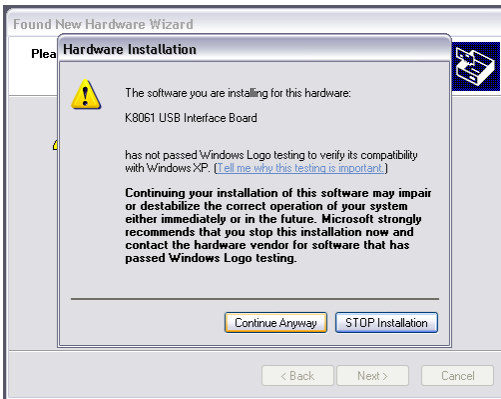 Found New Hardware Wizard
Plea
Hardware Installation
The software you are installing for this hardware:
K8061 USB Interface Board
has not passed Windows Logo testing to verify its compatibility
with Windows XP. (Tell me why this testing is important.)
Continuing your installation of this software may impair
or destabilize the correct operation of your system
either immediately or in the future. Microsoft strongly
recommends that you stop this installation now and
contact the hardware vendor for software that has
passed Windows Logo testing.
Continue Anyway STOP Installation
< Back Next > Cancel